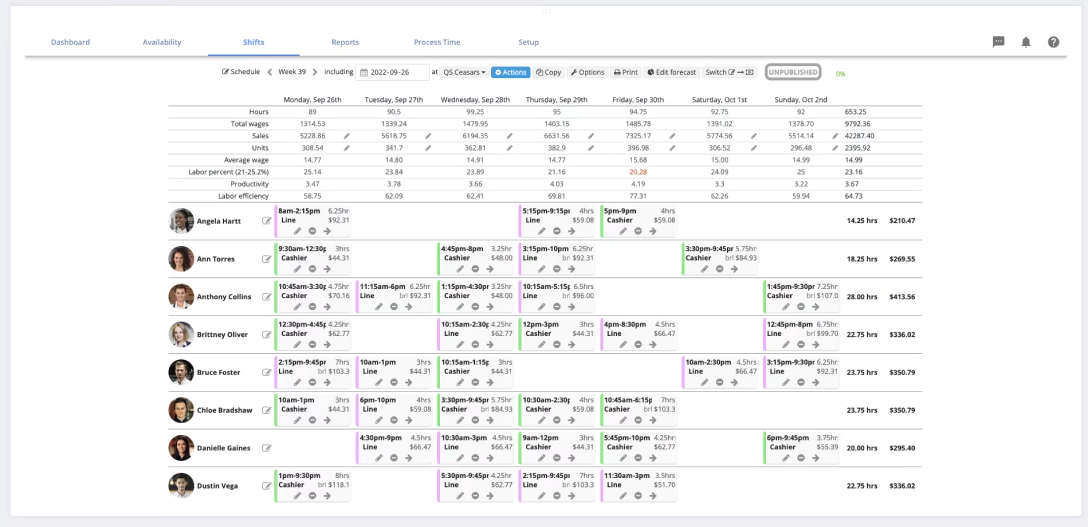 Dashboard Availability Shifts Reports Process Time Setup
Schedule Week 39 including 2022-09-26 at QS Ceasars Actions Copy Options Print Edit forecast Switch UNPUBLISHED 0%
Monday, Sep 26th Tuesday, Sep 27th Wednesday, Sep 28th Thursday, Sep 29th Friday, Sep 30th Saturday, Oct 1st Sunday, Oct 2nd
Hours 89 90.5 99.25 95 94.75 92.75 92 653.25
Total wages 1314.53 1339.24 1479.95 1403.15 1485.78 1391.02 1378.70 9792.36
Sales 5228.86 5618.75 6194.35 6631.56 7325.17 5774.56 5514.14 42287.40
Units 308.54 341.7 362.81 382.9 396.98 306.52 296.48 2395.92
Average wage 14.77 14.80 14.91 14.77 15.68 15.00 14.99 14.99
Labor percent (21-25.2%) 25.14 23.84 23.89 21.16 20.28 24.09 25 23.16
Productivity 3.47 3.78 3.66 4.03 4.19 3.3 3.22 3.67
Labor efficiency 58.75 62.09 62.41 69.81 77.31 62.26 59.94 64.73
8am-2:15pm 6.25hr 5:15pm-9:15p 4hrs 5pm-9pm 4hrs
Angela Hartt Line $92.31 Line $59.08 Cashier $59.08 14.25 hrs $210.47
9:30am-12:30p 3hrs 4:45pm-8pm 3.25hr 3:15pm-10pm 6.25hr 3:30pm-9:45p 5.75hr
Ann Torres Cashier $44.31 Cashier $48.00 Line brl $92.31 Cashier brl $84.93 18.25 hrs $269.55
10:45am-3:30p 4.75hr 11:15am-6pm 6.25hr 1:15pm-4:30p 3.25hr 10:15am-5:15p 6.5hrs 1:45pm-9:30p 7.25hr
Anthony Collins Cashier $70.16 Line brl $92.31 Cashier $48.00 Line $96.00 Cashier brl $107.0 28.00 hrs $413.56
12:30pm-4:45p 4.25hr 10:15am-2:30p 4.25hr 12pm-3pm 3hrs 4pm-8:30pm 4.5hrs 12:45pm-8pm 6.75hr
Brittney Oliver Cashier $62.77 Line $62.77 Cashier $44.31 Line $66.47 Line brl $99.70 22.75 hrs $336.02
2:15pm-9:45p 7hrs 10am-1pm 3hrs 10:15am-1:15p 3hrs 10am-2:30pm 4.5hrs 3:15pm-9:30p 6.25hr
Bruce Foster Line brl $103.3 Line $44.31 Cashier $44.31 Line $66.47 Line $92.31 23.75 hrs $350.79
10am-1pm 3hrs 6pm-10pm 4hrs 3:30pm-9:45p 5.75hr 10:30am-2:30p 4hrs 10:45am-6:15p 7hrs
Chloe Bradshaw Cashier $44.31 Line $59.08 Cashier brl $84.93 Cashier $59.08 Cashier brl $103.3 23.75 hrs $350.79
4:30pm-9pm 4.5hrs 10:30am-3pm 4.5hrs 9am-12pm 3hrs 5:45pm-10pm 4.25hr 6pm-9:45pm 3.75hr
Danielle Gaines Line $66.47 Line $66.47 Cashier $44.31 Cashier $62.77 Cashier $55.39 20.00 hrs $295.40
1pm-9:30pm 8hrs 5:30pm-9:45p 4.25hr 2:15pm-9:45p 7hrs 11:30am-3pm 3.5hrs
Dustin Vega Cashier brl $118.1 Line $62.77 Line brl $103.3 Line $51.70 22.75 hrs $336.02